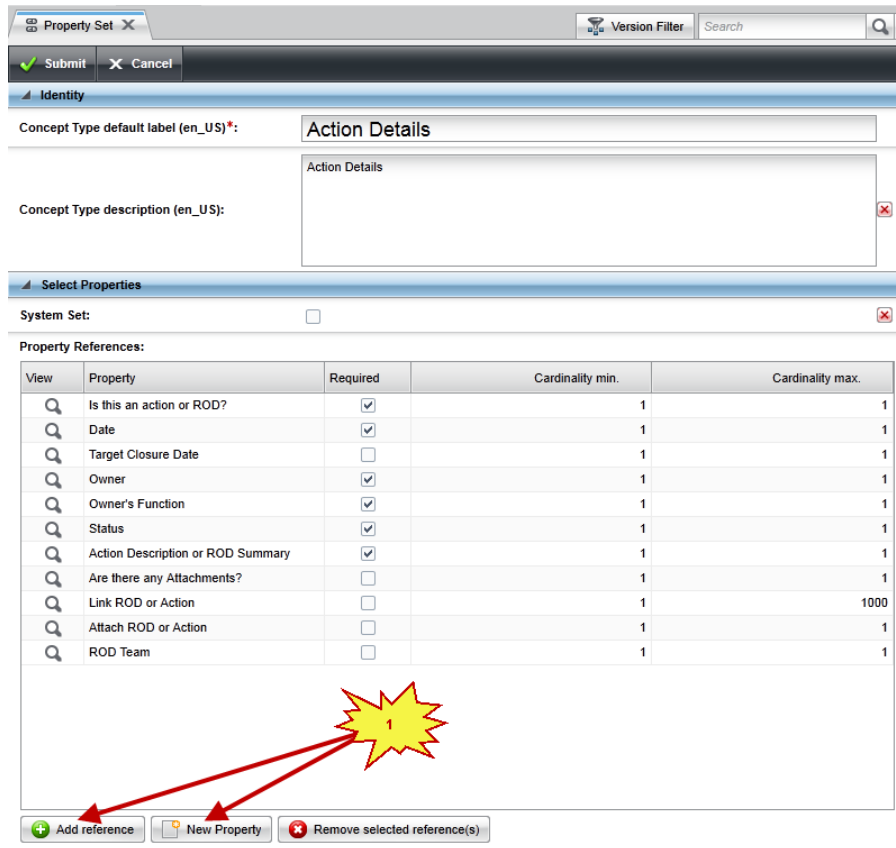 Property Set
Version Filter Search
Submit Cancel
Identity
Concept Type default label (en_US)*: Action Details
Action Details
Concept Type description (en_US):
Select Properties
System Set:
Property References:
View Property Required Cardinality min. Cardinality max.
Is this an action or ROD? 1 1
Date 1 1
Target Closure Date 1 1
Owner 1 1
Owner's Function 1 1
Status 1 1
Action Description or ROD Summary 1 1
Are there any Attachments? 1 1
Link ROD or Action 1 1000
Attach ROD or Action 1 1
ROD Team 1 1
1
Add reference New Property Remove selected reference(s)